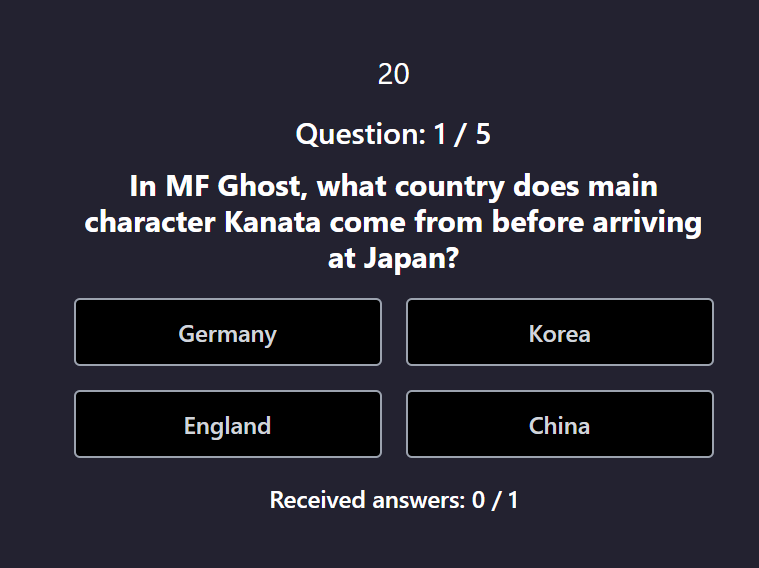 20
Question: 1 / 5
In MF Ghost, what country does main
character Kanata come from before arriving
at Japan?
Germany
Korea
England
China
Received answers: 0 / 1